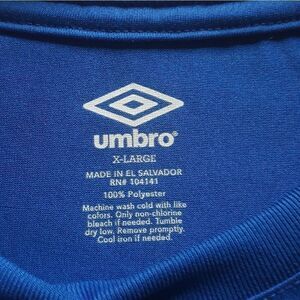 umbro®
X-LARGE
MADE IN EL SALVADOR
RN# 104141
100% Polyester
Machine wash cold with like
colors. Only non-chlorine
bleach if needed. Tumble
dry low. Remove promptly.
Cool iron if needed.